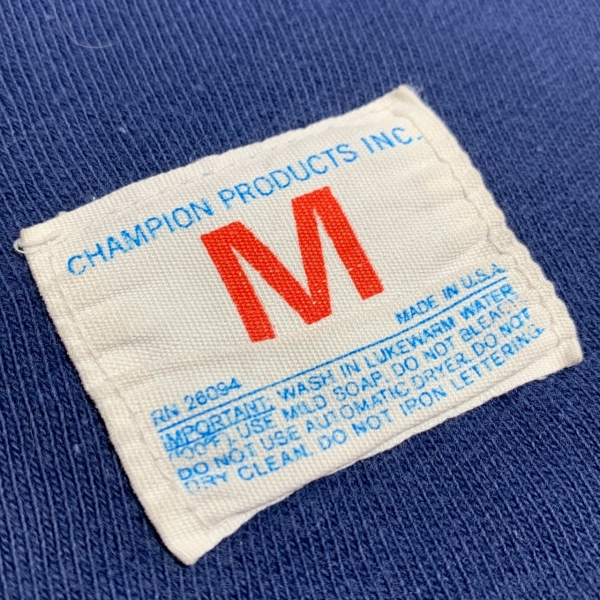 CHAMPION PRODUCTS INC.
M
MADE IN U.S.A.
RN 26094
IMPORTANT: WASH IN LUKEWARM WATER
(100°). USE MILD SOAP. DO NOT BLEACH.
DO NOT USE AUTOMATIC DRYER. DO NOT
DRY CLEAN. DO NOT IRON LETTERING.